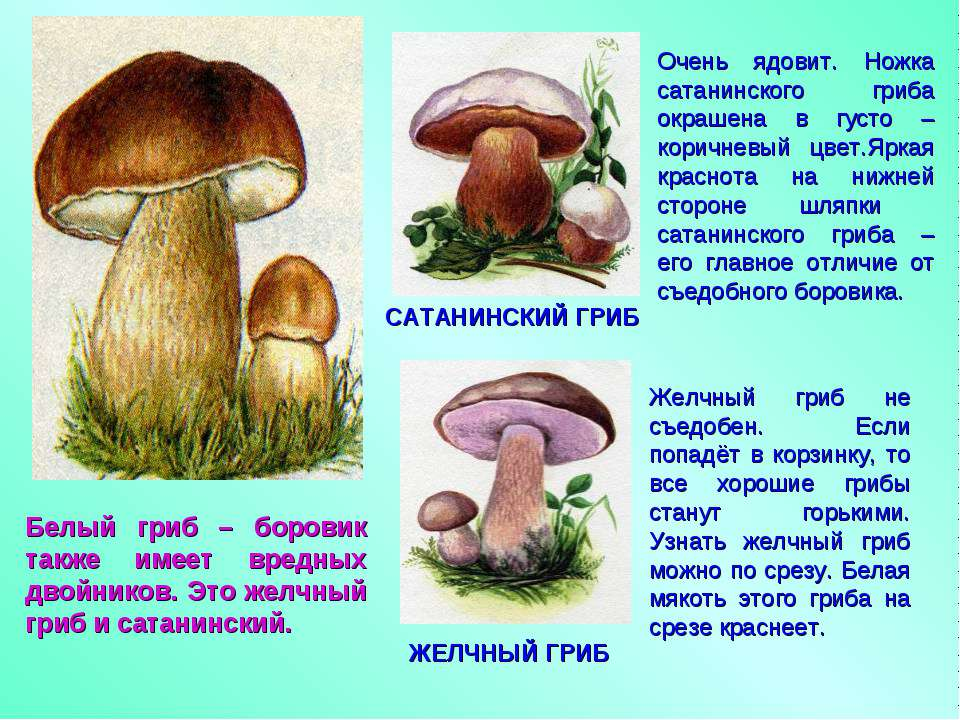 Очень ядовит. Ножка
сатанинского гриба
окрашена в густо –
коричневый цвет.Яркая
краснота на нижней
стороне шляпки
сатанинского гриба –
его главное отличие от
съедобного боровика.
САТАНИНСКИЙ ГРИБ
Желчный гриб не
съедобен. Если
попадёт в корзинку, то
все хорошие грибы
станут горькими.
Узнать желчный гриб
можно по срезу. Белая
мякоть этого гриба на
срезе краснеет.
ЖЕЛЧНЫЙ ГРИБ
Белый гриб – боровик
также имеет вредных
двойников. Это желчный
гриб и сатанинский.